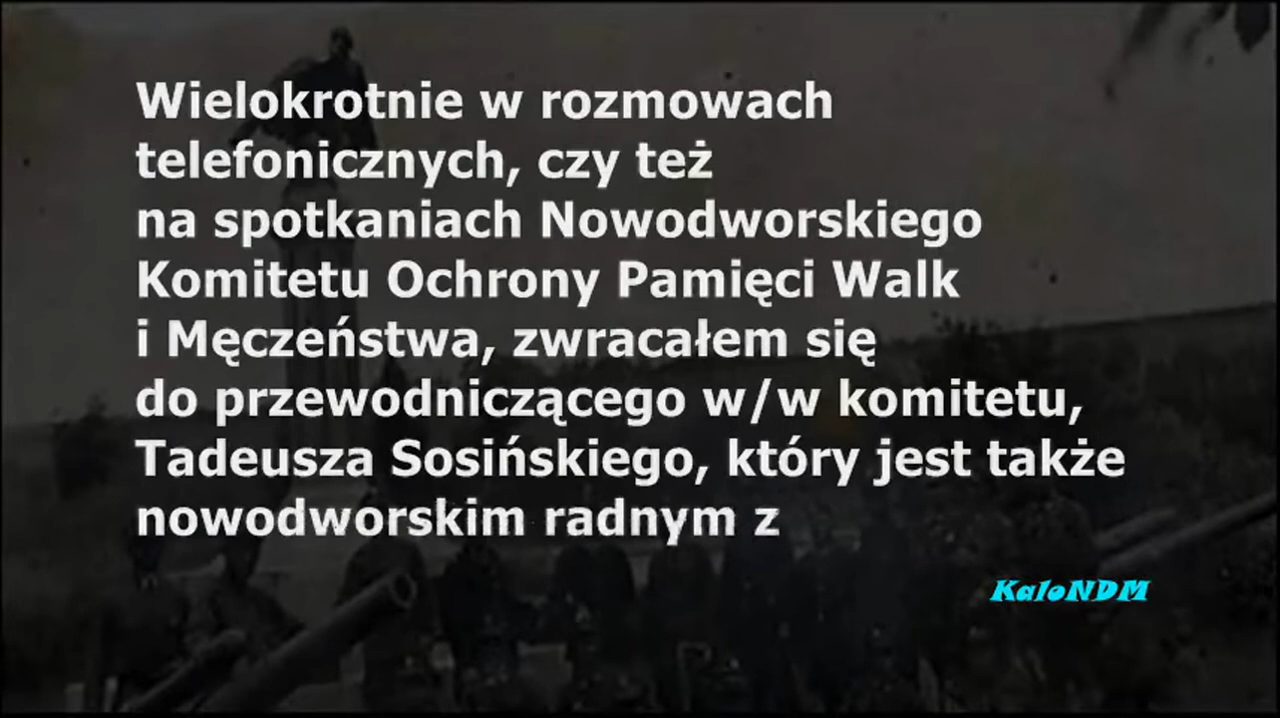 Wielokrotnie w rozmowach
telefonicznych, czy też
na spotkaniach Nowodworskiego
Komitetu Ochrony Pamięci Walk
i Męczeństwa, zwracałem się
do przewodniczącego w/w komitetu,
Tadeusza Sosińskiego, który jest także
nowodworskim radnym z
KaloNDM